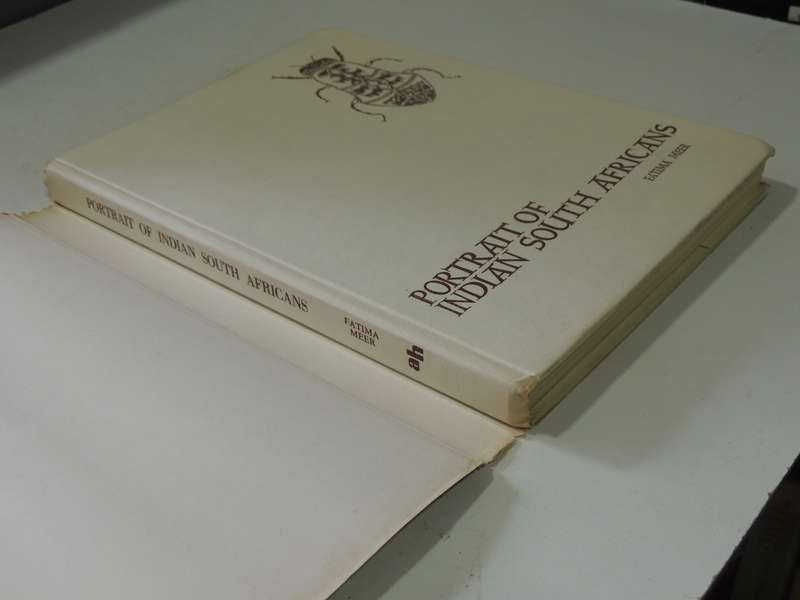 PORTRAIT OF
INDIAN SOUTH AFRICANS
FATIMA MEER
PORTRAIT OF INDIAN SOUTH AFRICANS
FATIMA
MEER
ah